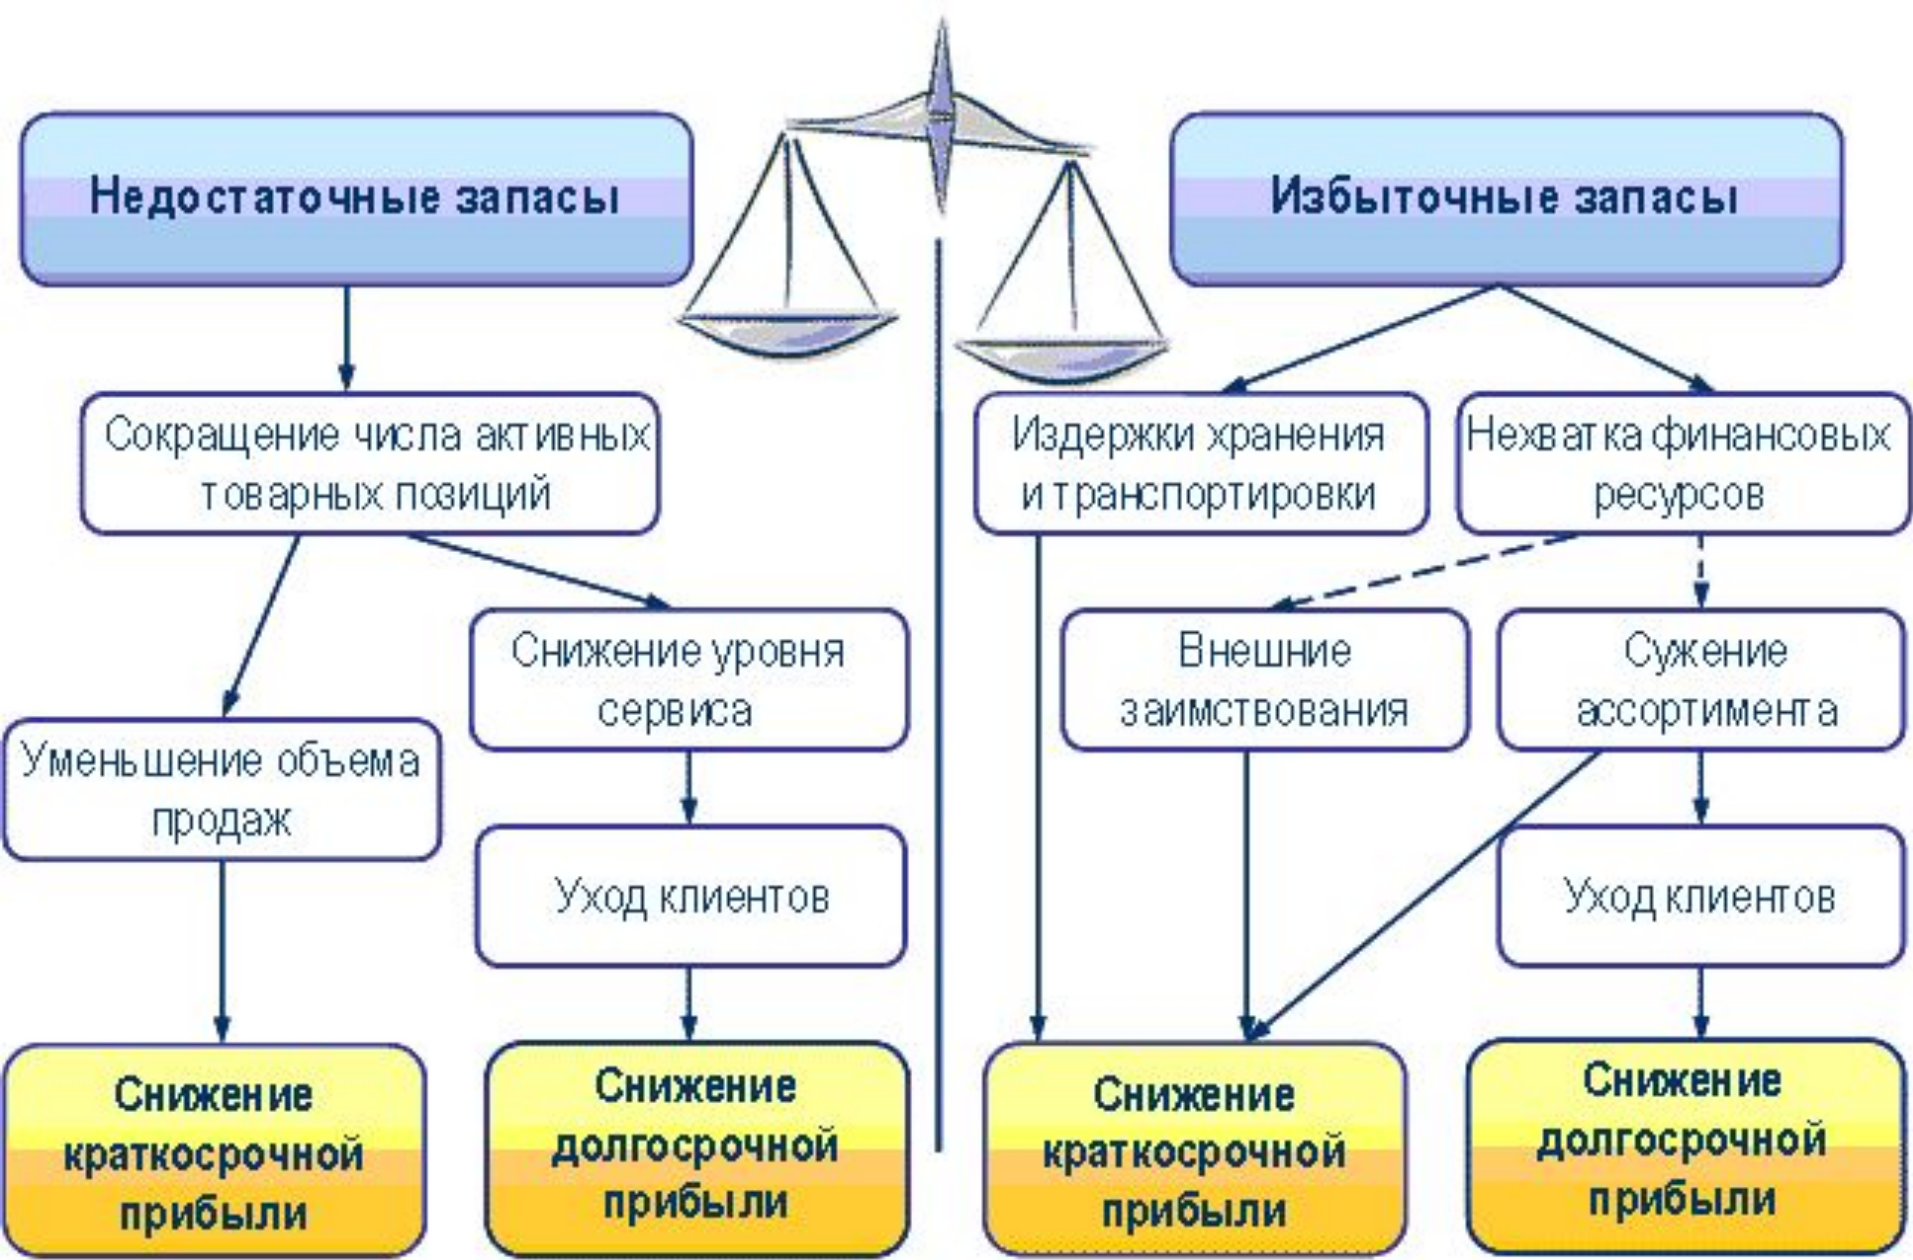 Недостаточные запасы
Избыточные запасы
Сокращение числа активных
товарных позиций
Издержки хранения
и транспортировки
Нехватка финансовых
ресурсов
Снижение уровня
сервиса
Внешние
заимствования
Сужение
ассортимента
Уменьшение объема
продаж
Уход клиентов
Уход клиентов
Снижение
краткосрочной
прибыли
Снижение
долгосрочной
прибыли
Снижение
краткосрочной
прибыли
Снижение
долгосрочной
прибыли